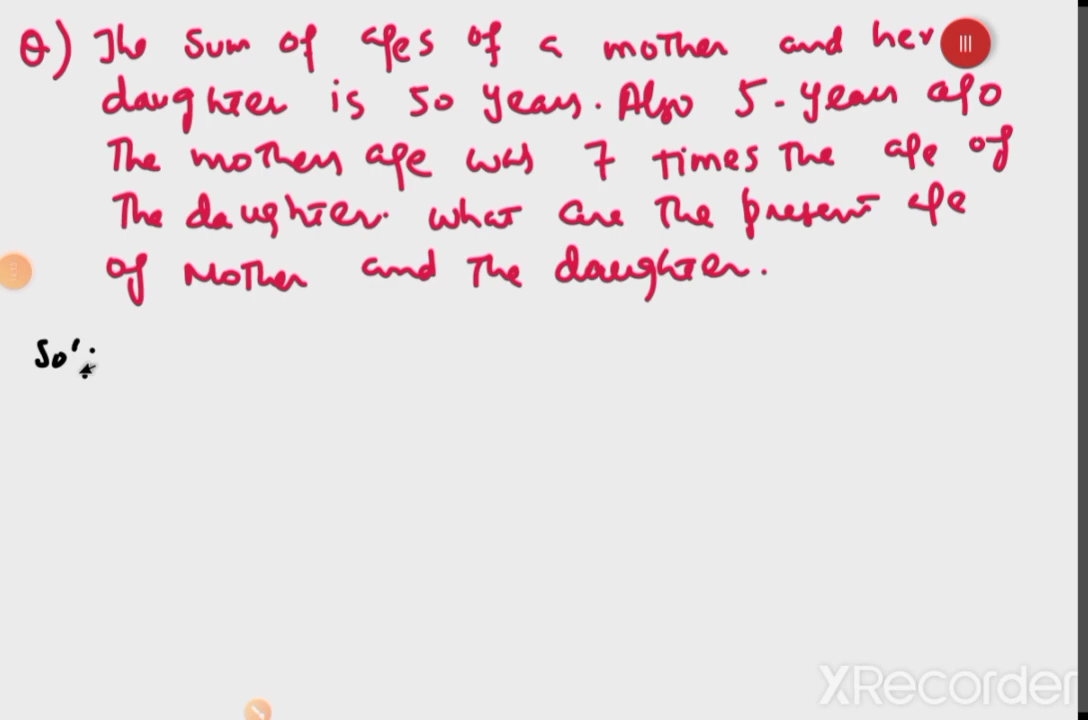 Q) The sum of ages of a mother and her
daughter is 50 years. Also 5-years ago
The mothers age was 7 times The age of
The daughter. what are The present age
of Mother and The daughter.
Sol:
XRecorder